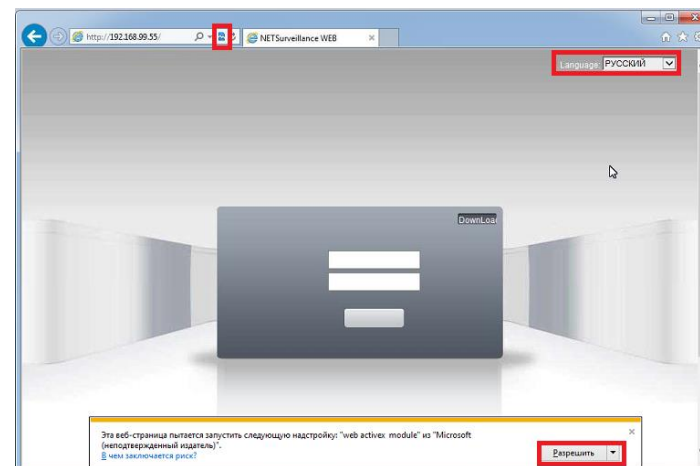 http://192.168.99.55/
NETSurveillance WEB
Language: РУССКИЙ
DownLoa
Эта веб-страница пытается запустить следующую надстройку: "web activex module" из "Microsoft
(неподтвержденный издатель)".
В чем заключается риск?
Разрешить